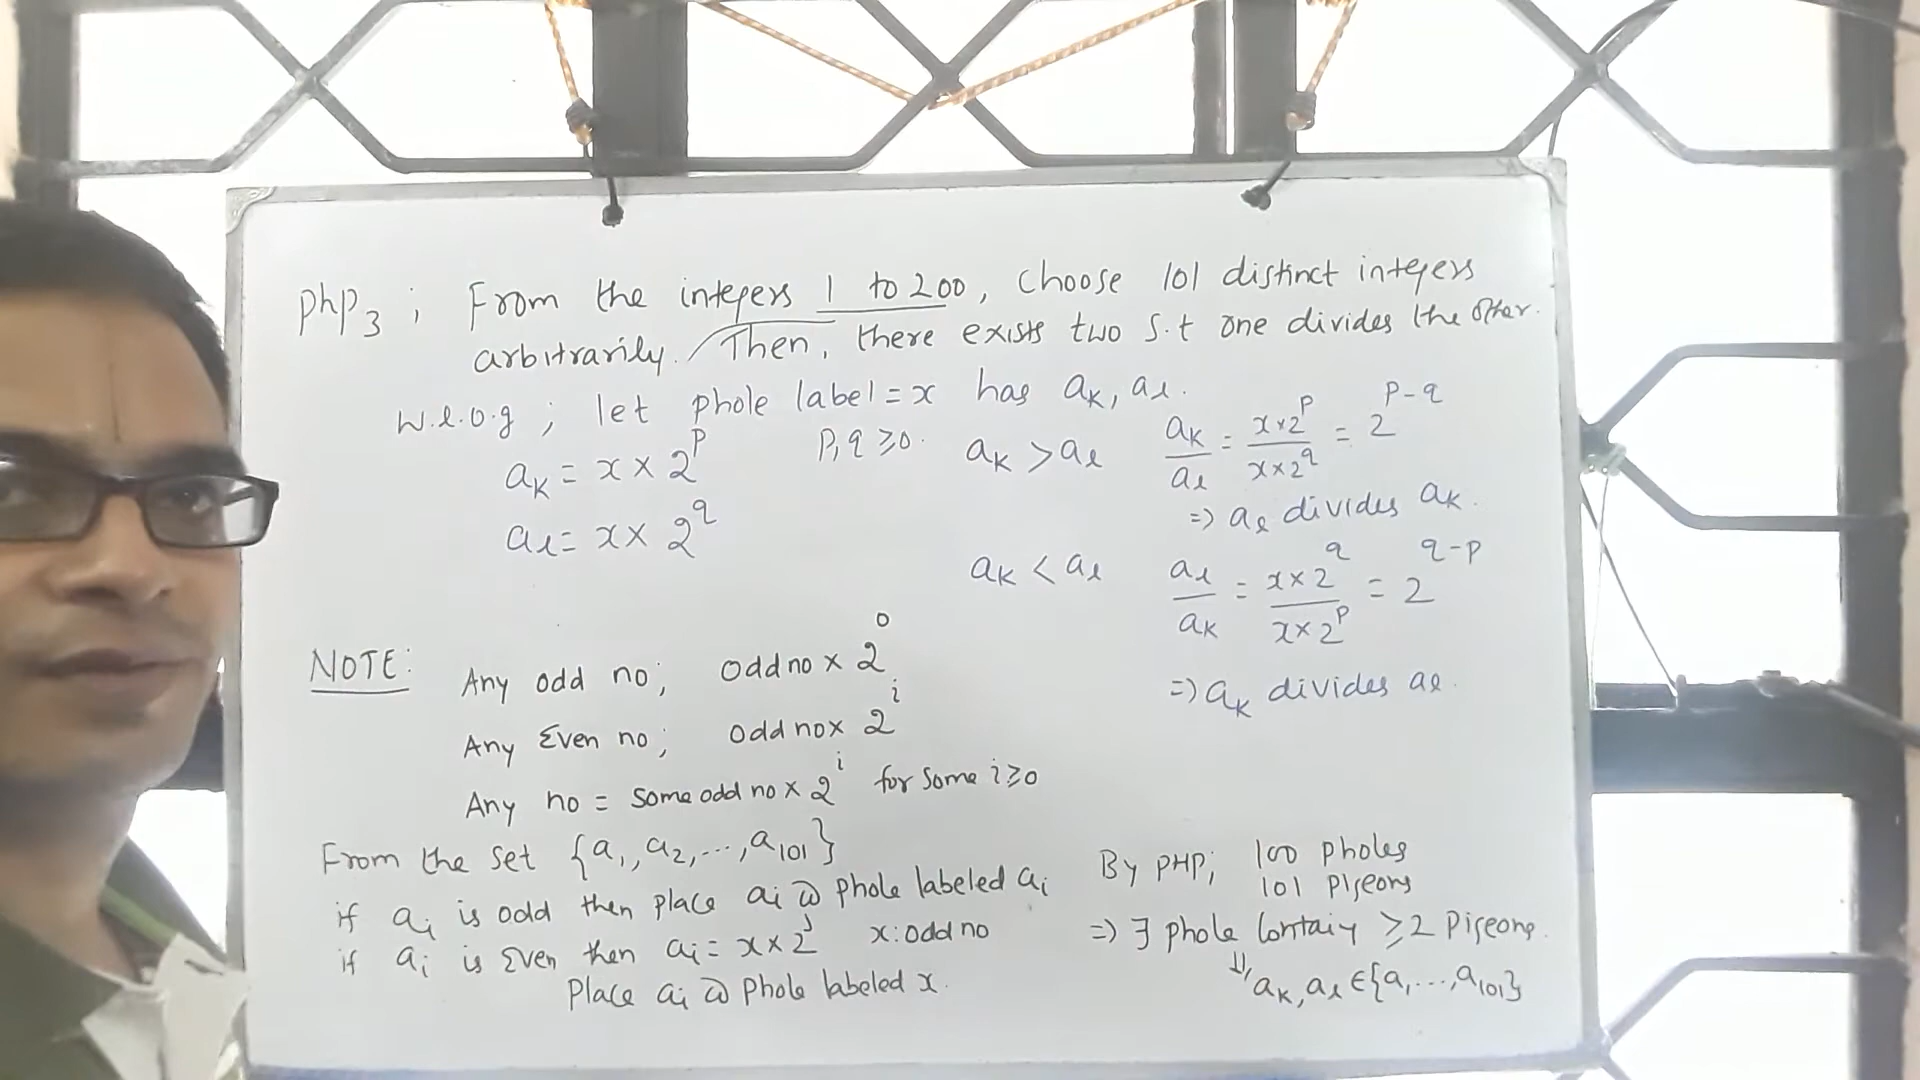 php3 ; From the integers 1 to 200, choose 101 distinct integers
arbitrarily. Then, there exists two s.t one divides the other.
w.l.o.g ; let phole label = x has aK, al.
aK = x × 2^p
al = x × 2^q
p, q ≥ 0.
aK > al
aK/al = (x×2^p)/(x×2^q) = 2^(p-q)
=> al divides aK.
aK < al
al/aK = (x×2^q)/(x×2^p) = 2^(q-p)
=> aK divides al.
NOTE:
Any odd no ; odd no × 2^0
Any Even no ; odd no × 2^i
Any no = some odd no × 2^i for some i ≥ 0
From the set {a1, a2, ..., a101}
if ai is odd then place ai @ phole labeled ai
if ai is Even then ai = x × 2^j x : odd no
Place ai @ Phole labeled x.
By PHP; 100 pholes
101 pigeons
=> ∃ phole contain ≥ 2 pigeons.
⇓ aK, al ∈ {a1 ..., a101}